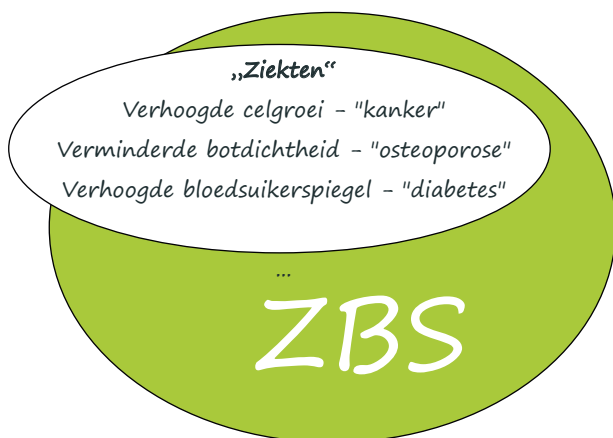 „Ziekten“
Verhoogde celgroei - "kanker"
Verminderde botdichtheid - "osteoporose"
Verhoogde bloedsuikerspiegel - "diabetes"
...
ZBS